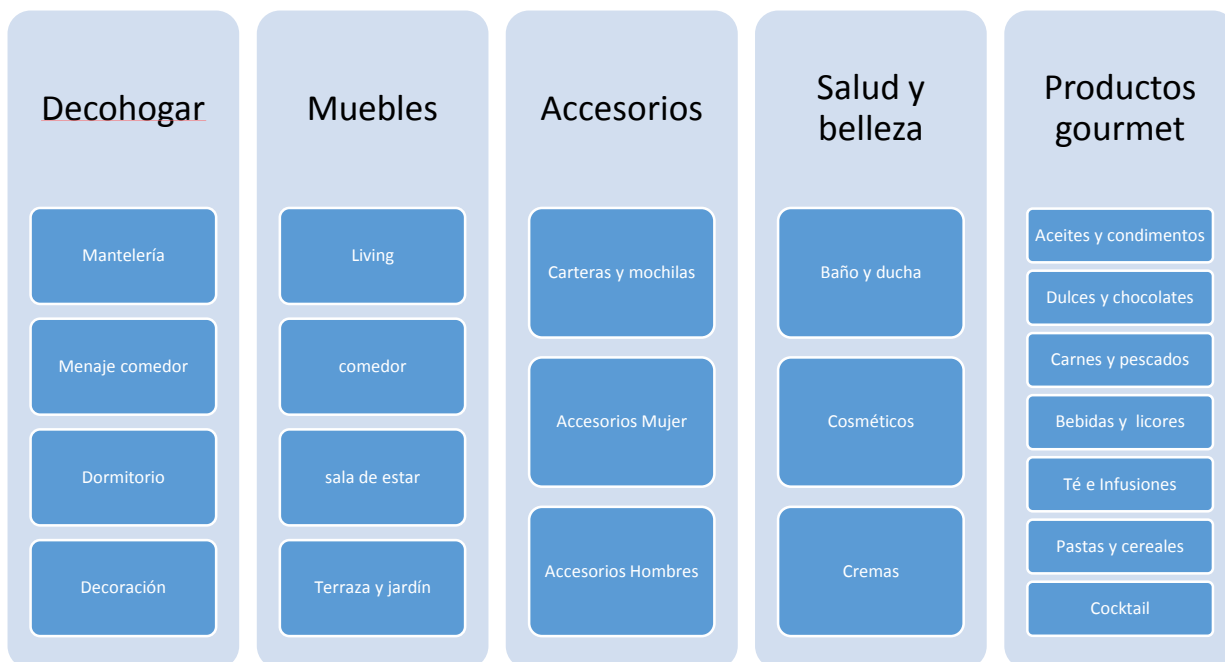 Decohogar
Mantelería
Menaje comedor
Dormitorio
Decoración
Muebles
Living
comedor
sala de estar
Terraza y jardín
Accesorios
Carteras y mochilas
Accesorios Mujer
Accesorios Hombres
Salud y
belleza
Baño y ducha
Cosméticos
Cremas
Productos
gourmet
Aceites y condimentos
Dulces y chocolates
Carnes y pescados
Bebidas y  licores
Té e Infusiones
Pastas y cereales
Cocktail